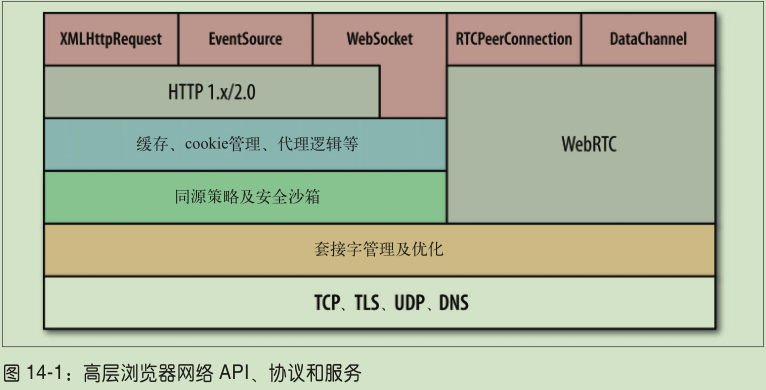 XMLHttpRequest EventSource WebSocket RTCPeerConnection DataChannel
HTTP 1.x/2.0
缓存、cookie管理、代理逻辑等
WebRTC
同源策略及安全沙箱
套接字管理及优化
TCP、TLS、UDP、DNS
图 14-1：高层浏览器网络 API、协议和服务